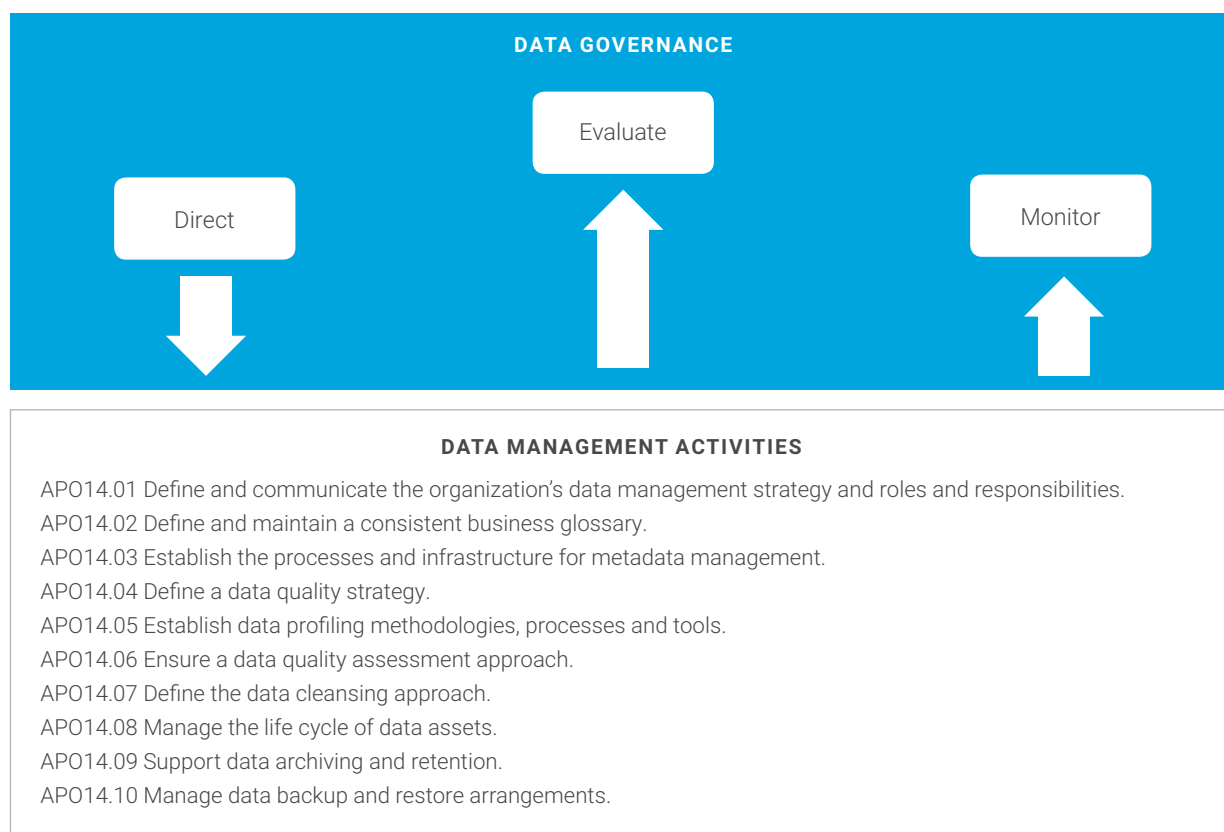 DATA GOVERNANCE
Evaluate
Direct
Monitor
DATA MANAGEMENT ACTIVITIES
APO14.01 Define and communicate the organization’s data management strategy and roles and responsibilities.
APO14.02 Define and maintain a consistent business glossary.
APO14.03 Establish the processes and infrastructure for metadata management.
APO14.04 Define a data quality strategy.
APO14.05 Establish data profiling methodologies, processes and tools.
APO14.06 Ensure a data quality assessment approach.
APO14.07 Define the data cleansing approach.
APO14.08 Manage the life cycle of data assets.
APO14.09 Support data archiving and retention.
APO14.10 Manage data backup and restore arrangements.